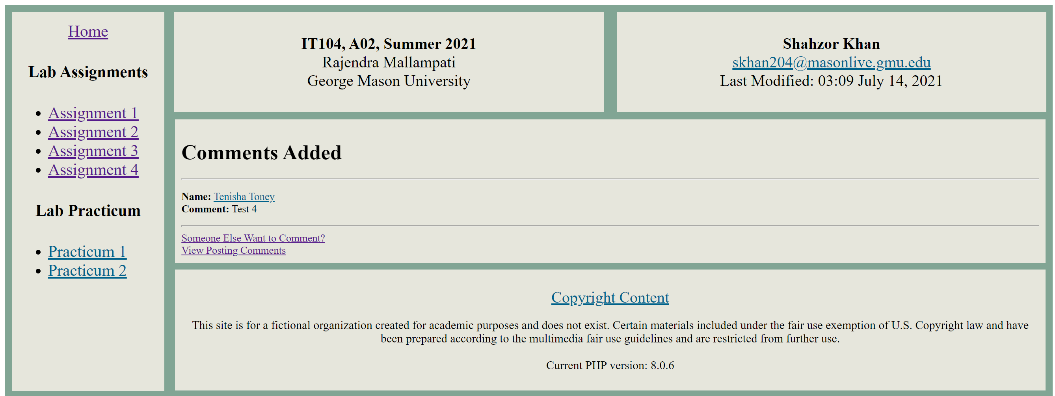 Home
Lab Assignments
Assignment 1
Assignment 2
Assignment 3
Assignment 4
Lab Practicum
Practicum 1
Practicum 2
IT104, A02, Summer 2021
Rajendra Mallampati
George Mason University
Shahzor Khan
skhan204@masonlive.gmu.edu
Last Modified: 03:09 July 14, 2021
Comments Added
Name: Tenisha Toney
Comment: Test 4
Someone Else Want to Comment?
View Posting Comments
Copyright Content
This site is for a fictional organization created for academic purposes and does not exist. Certain materials included under the fair use exemption of U.S. Copyright law and have
been prepared according to the multimedia fair use guidelines and are restricted from further use.
Current PHP version: 8.0.6